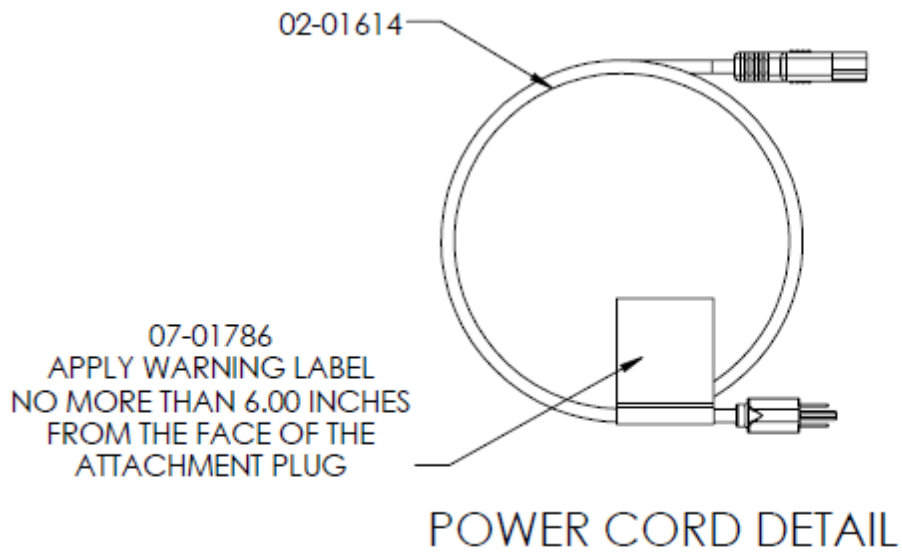 02-01614
07-01786
APPLY WARNING LABEL
NO MORE THAN 6.00 INCHES
FROM THE FACE OF THE
ATTACHMENT PLUG
POWER CORD DETAIL